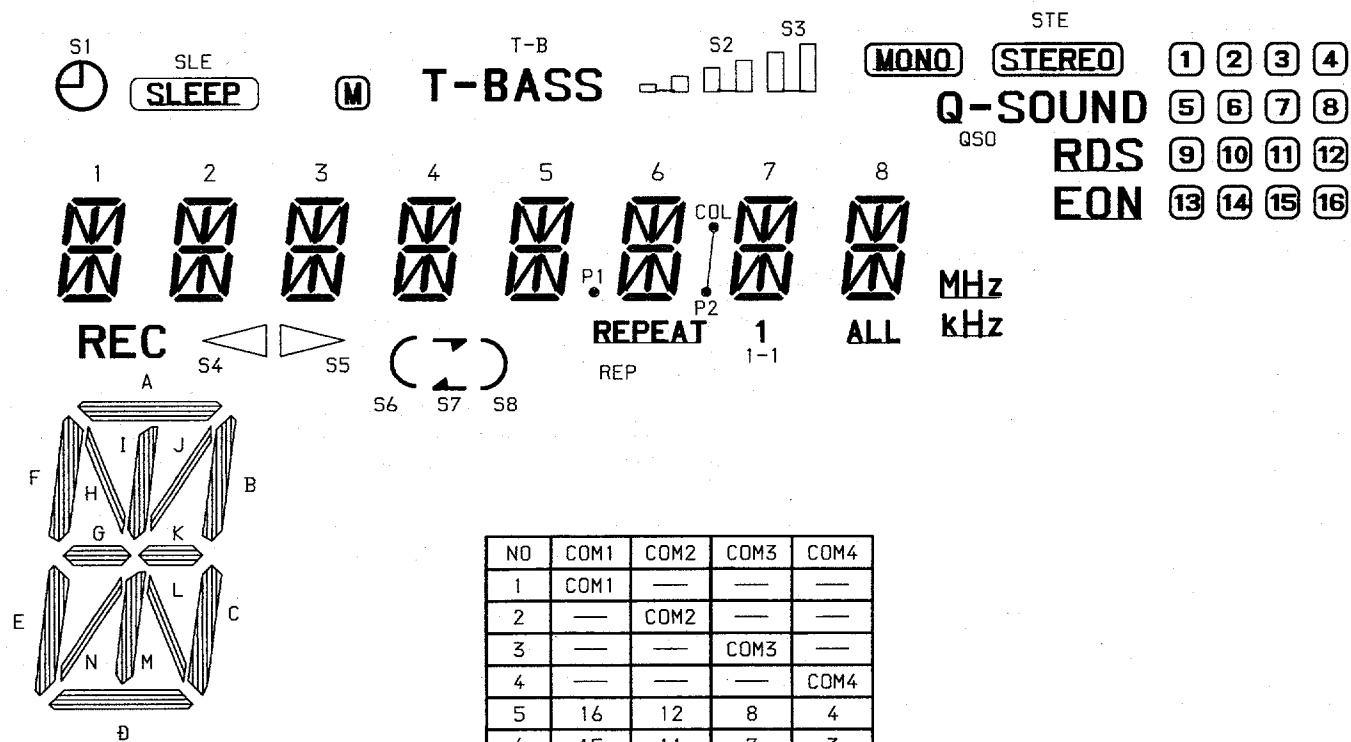 S1 SLE T-B S2 S3 STE
SLEEP M T-BASS MONO STEREO 1 2 3 4
Q-SOUND 5 6 7 8
QSO
RDS 9 10 11 12
EON 13 14 15 16
1 2 3 4 5 6 7 8
COL
P1
P2
MHz
kHz
REC REPEAT 1 ALL
S4 S5 REP 1-1
S6 S7 S8
A
I J
F H B
G K
L
E C
N M
D
NO COM1 COM2 COM3 COM4
1 COM1 — — —
2 — COM2 — —
3 — — COM3 —
4 — — — COM4
5 16 12 8 4